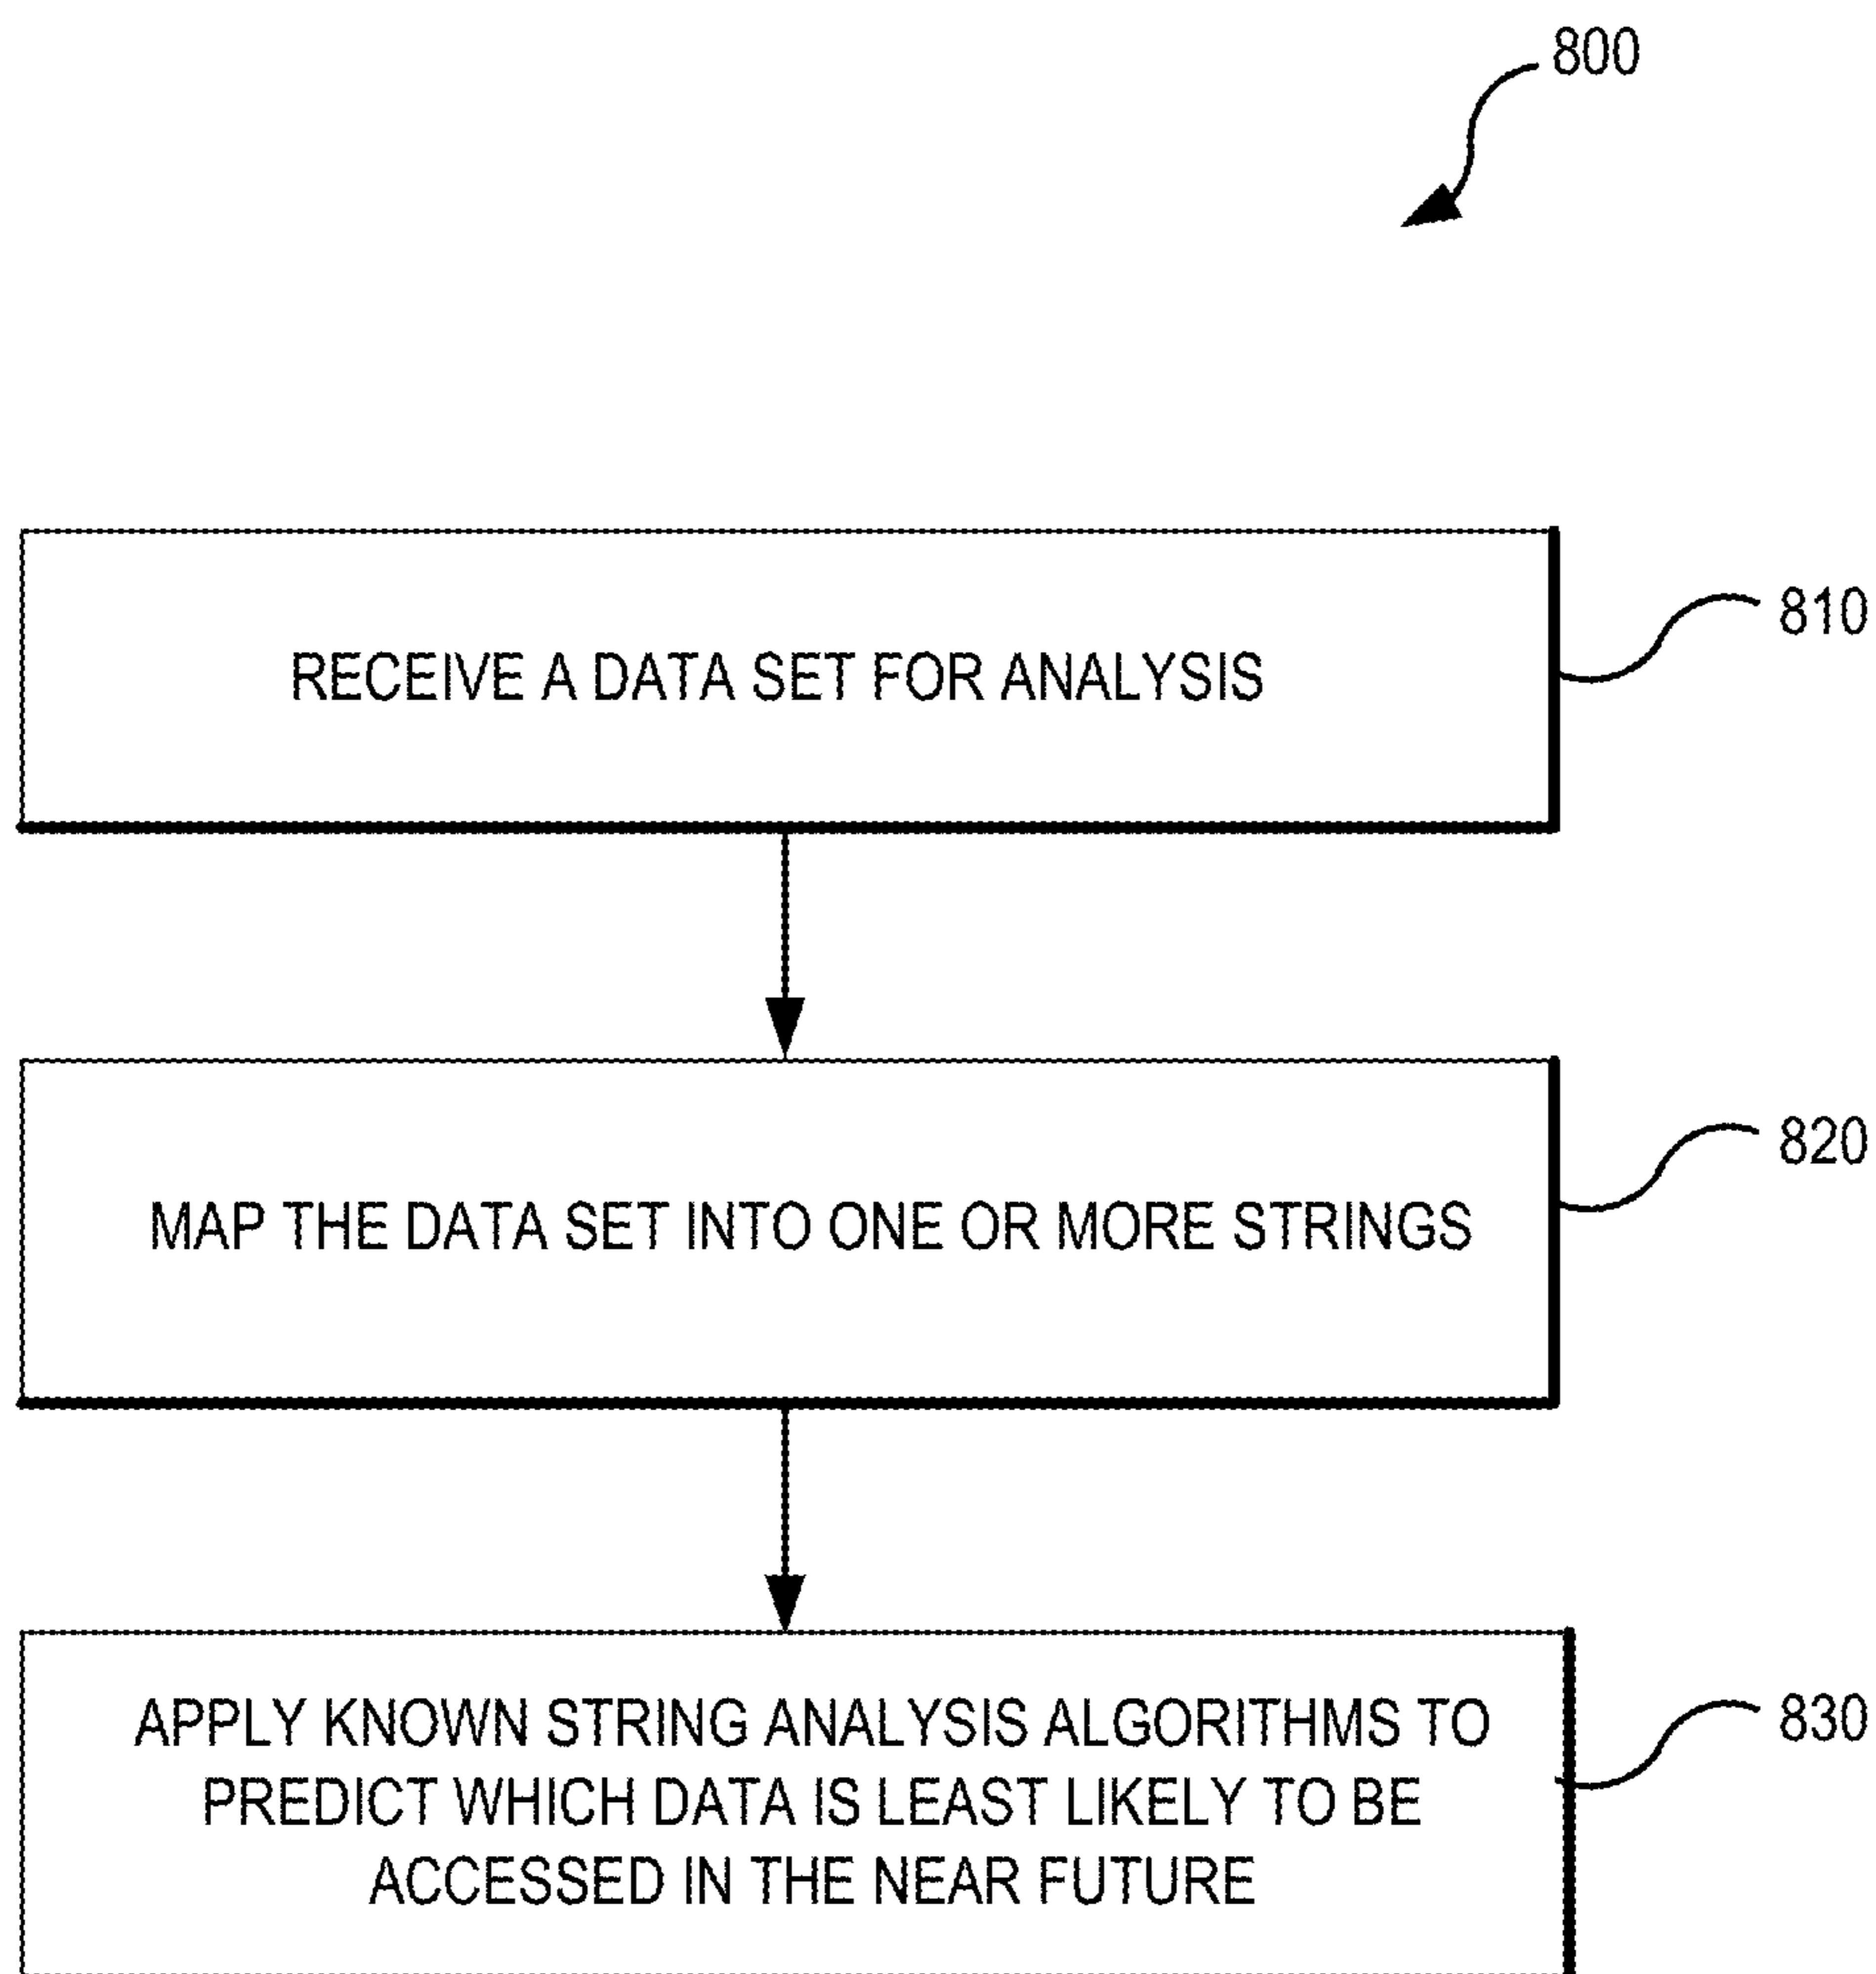 800
RECEIVE A DATA SET FOR ANALYSIS
810
MAP THE DATA SET INTO ONE OR MORE STRINGS
820
APPLY KNOWN STRING ANALYSIS ALGORITHMS TO
PREDICT WHICH DATA IS LEAST LIKELY TO BE
ACCESSED IN THE NEAR FUTURE
830